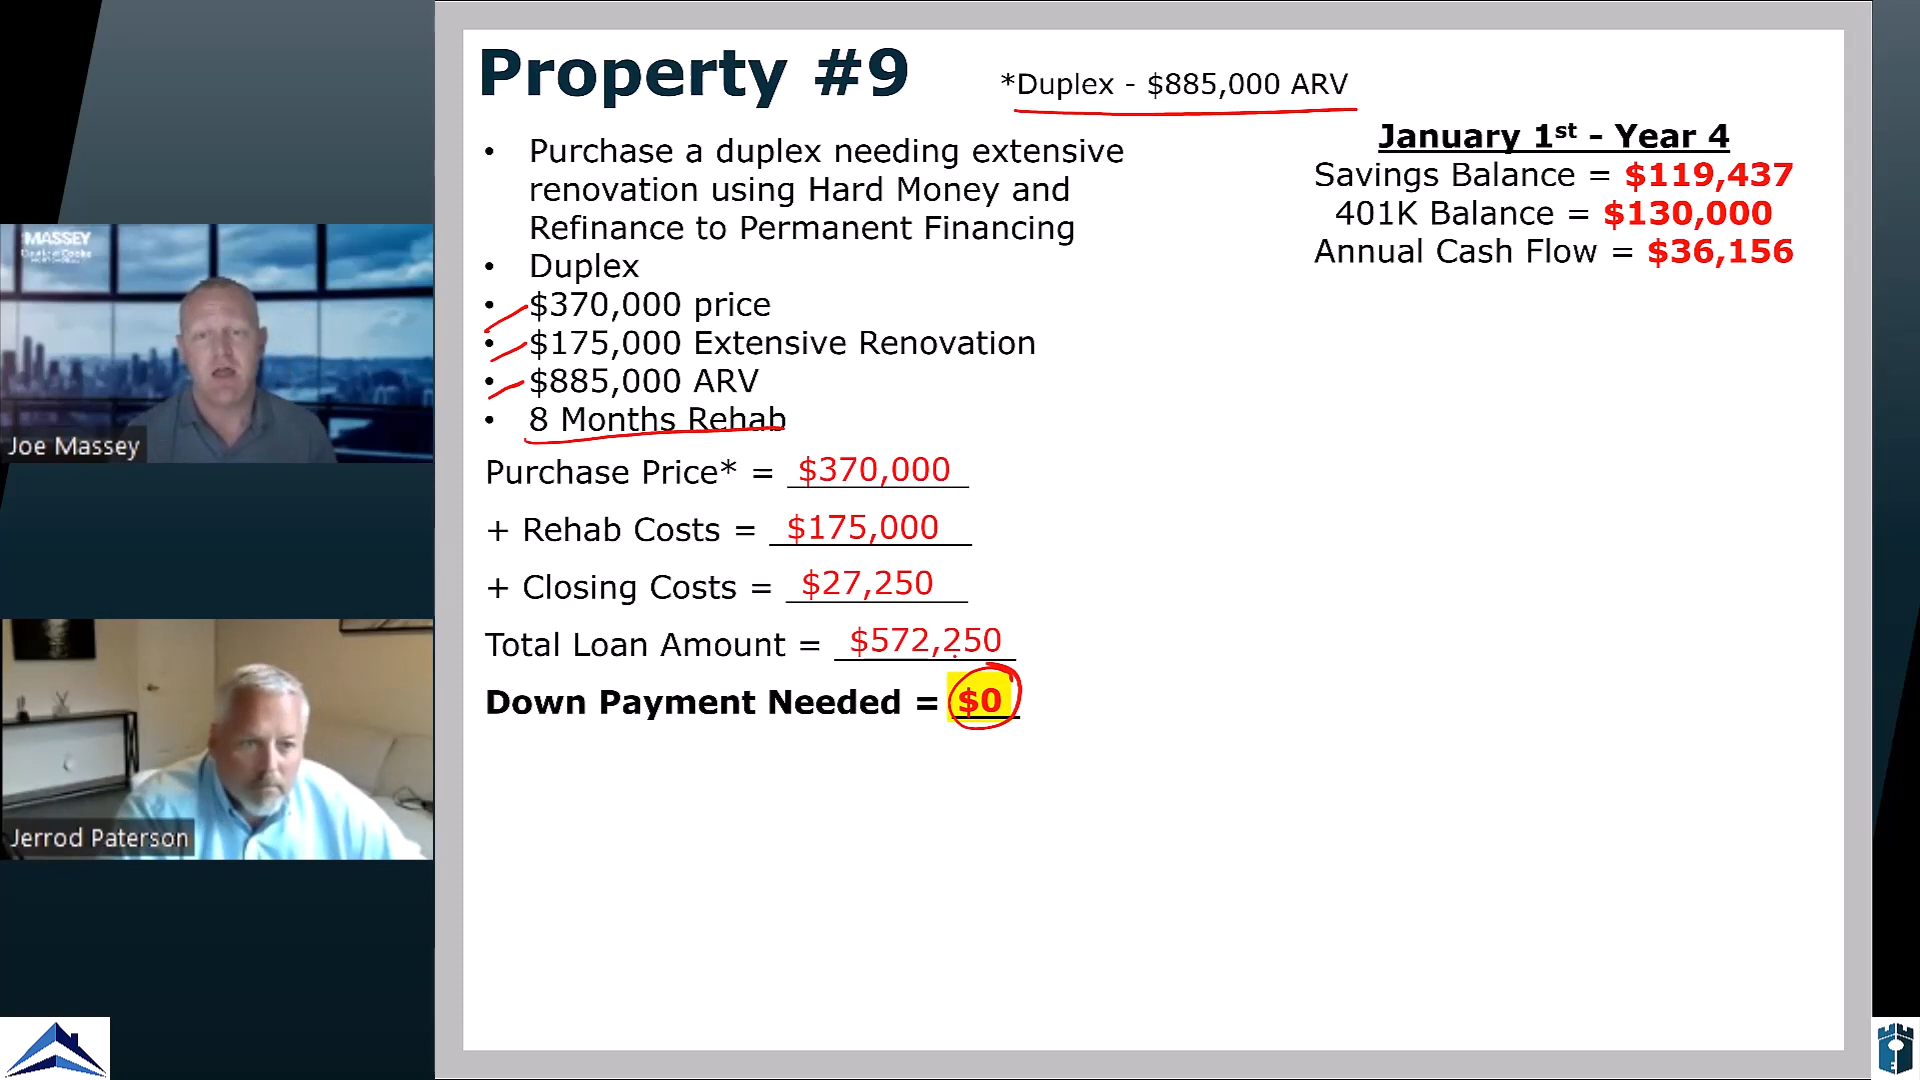 Property #9
*Duplex - $885,000 ARV
January 1st - Year 4
Savings Balance = $119,437
401K Balance = $130,000
Annual Cash Flow = $36,156
• Purchase a duplex needing extensive
renovation using Hard Money and
Refinance to Permanent Financing
• Duplex
• $370,000 price
• $175,000 Extensive Renovation
• $885,000 ARV
• 8 Months Rehab
Purchase Price* = $370,000
+ Rehab Costs = $175,000
+ Closing Costs = $27,250
Total Loan Amount = $572,250
Down Payment Needed = $0
MASSEY
Joe Massey
Jerrod Paterson